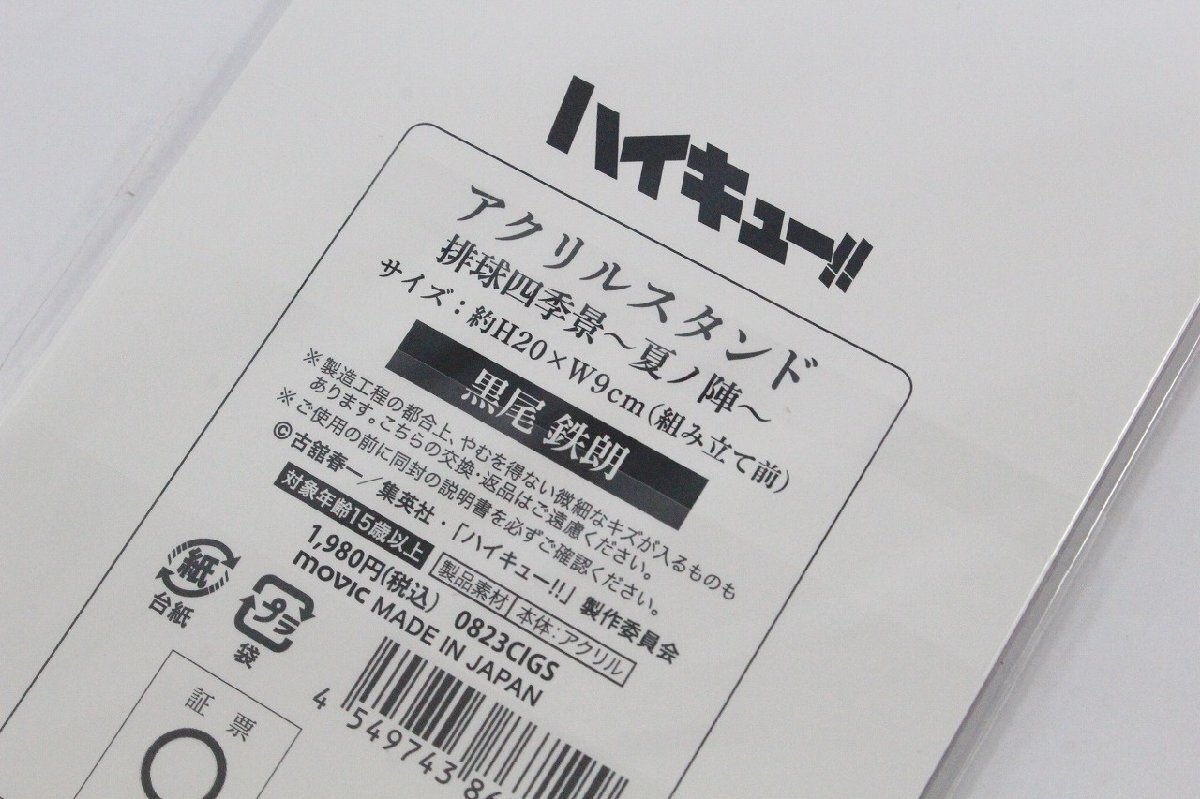 ハイキュー!!
アクリルスタンド
排球四季景～夏ノ陣～
サイズ：約H20×W9cm(組み立て前)
黒尾 鉄朗
※製造工程の都合上、やむを得ない微細なキズが入るものも
あります。こちらの交換・返品はご遠慮ください。
※ご使用の前に同封の説明書を必ずご確認ください。
©古舘春一／集英社・「ハイキュー!!」製作委員会
対象年齢15歳以上 製品素材 本体：アクリル
1,980円(税込) 0823CIGS
movic MADE IN JAPAN
紙
台紙
プラ
袋
証 票
4 549743 8